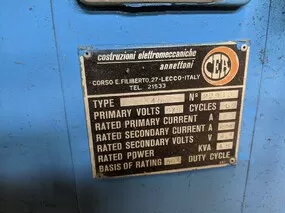 costruzioni elettromeccaniche
annettoni
CEA
CORSO E. FILIBERTO, 27 - LECCO - ITALY
TEL. 21533
TYPE Nº
PRIMARY VOLTS CYCLES
RATED PRIMARY CURRENT A
RATED SECONDARY CURRENT A
RATED SECONDARY V
RATED POWER KVA
BASIS OF RATING DUTY CYCLE